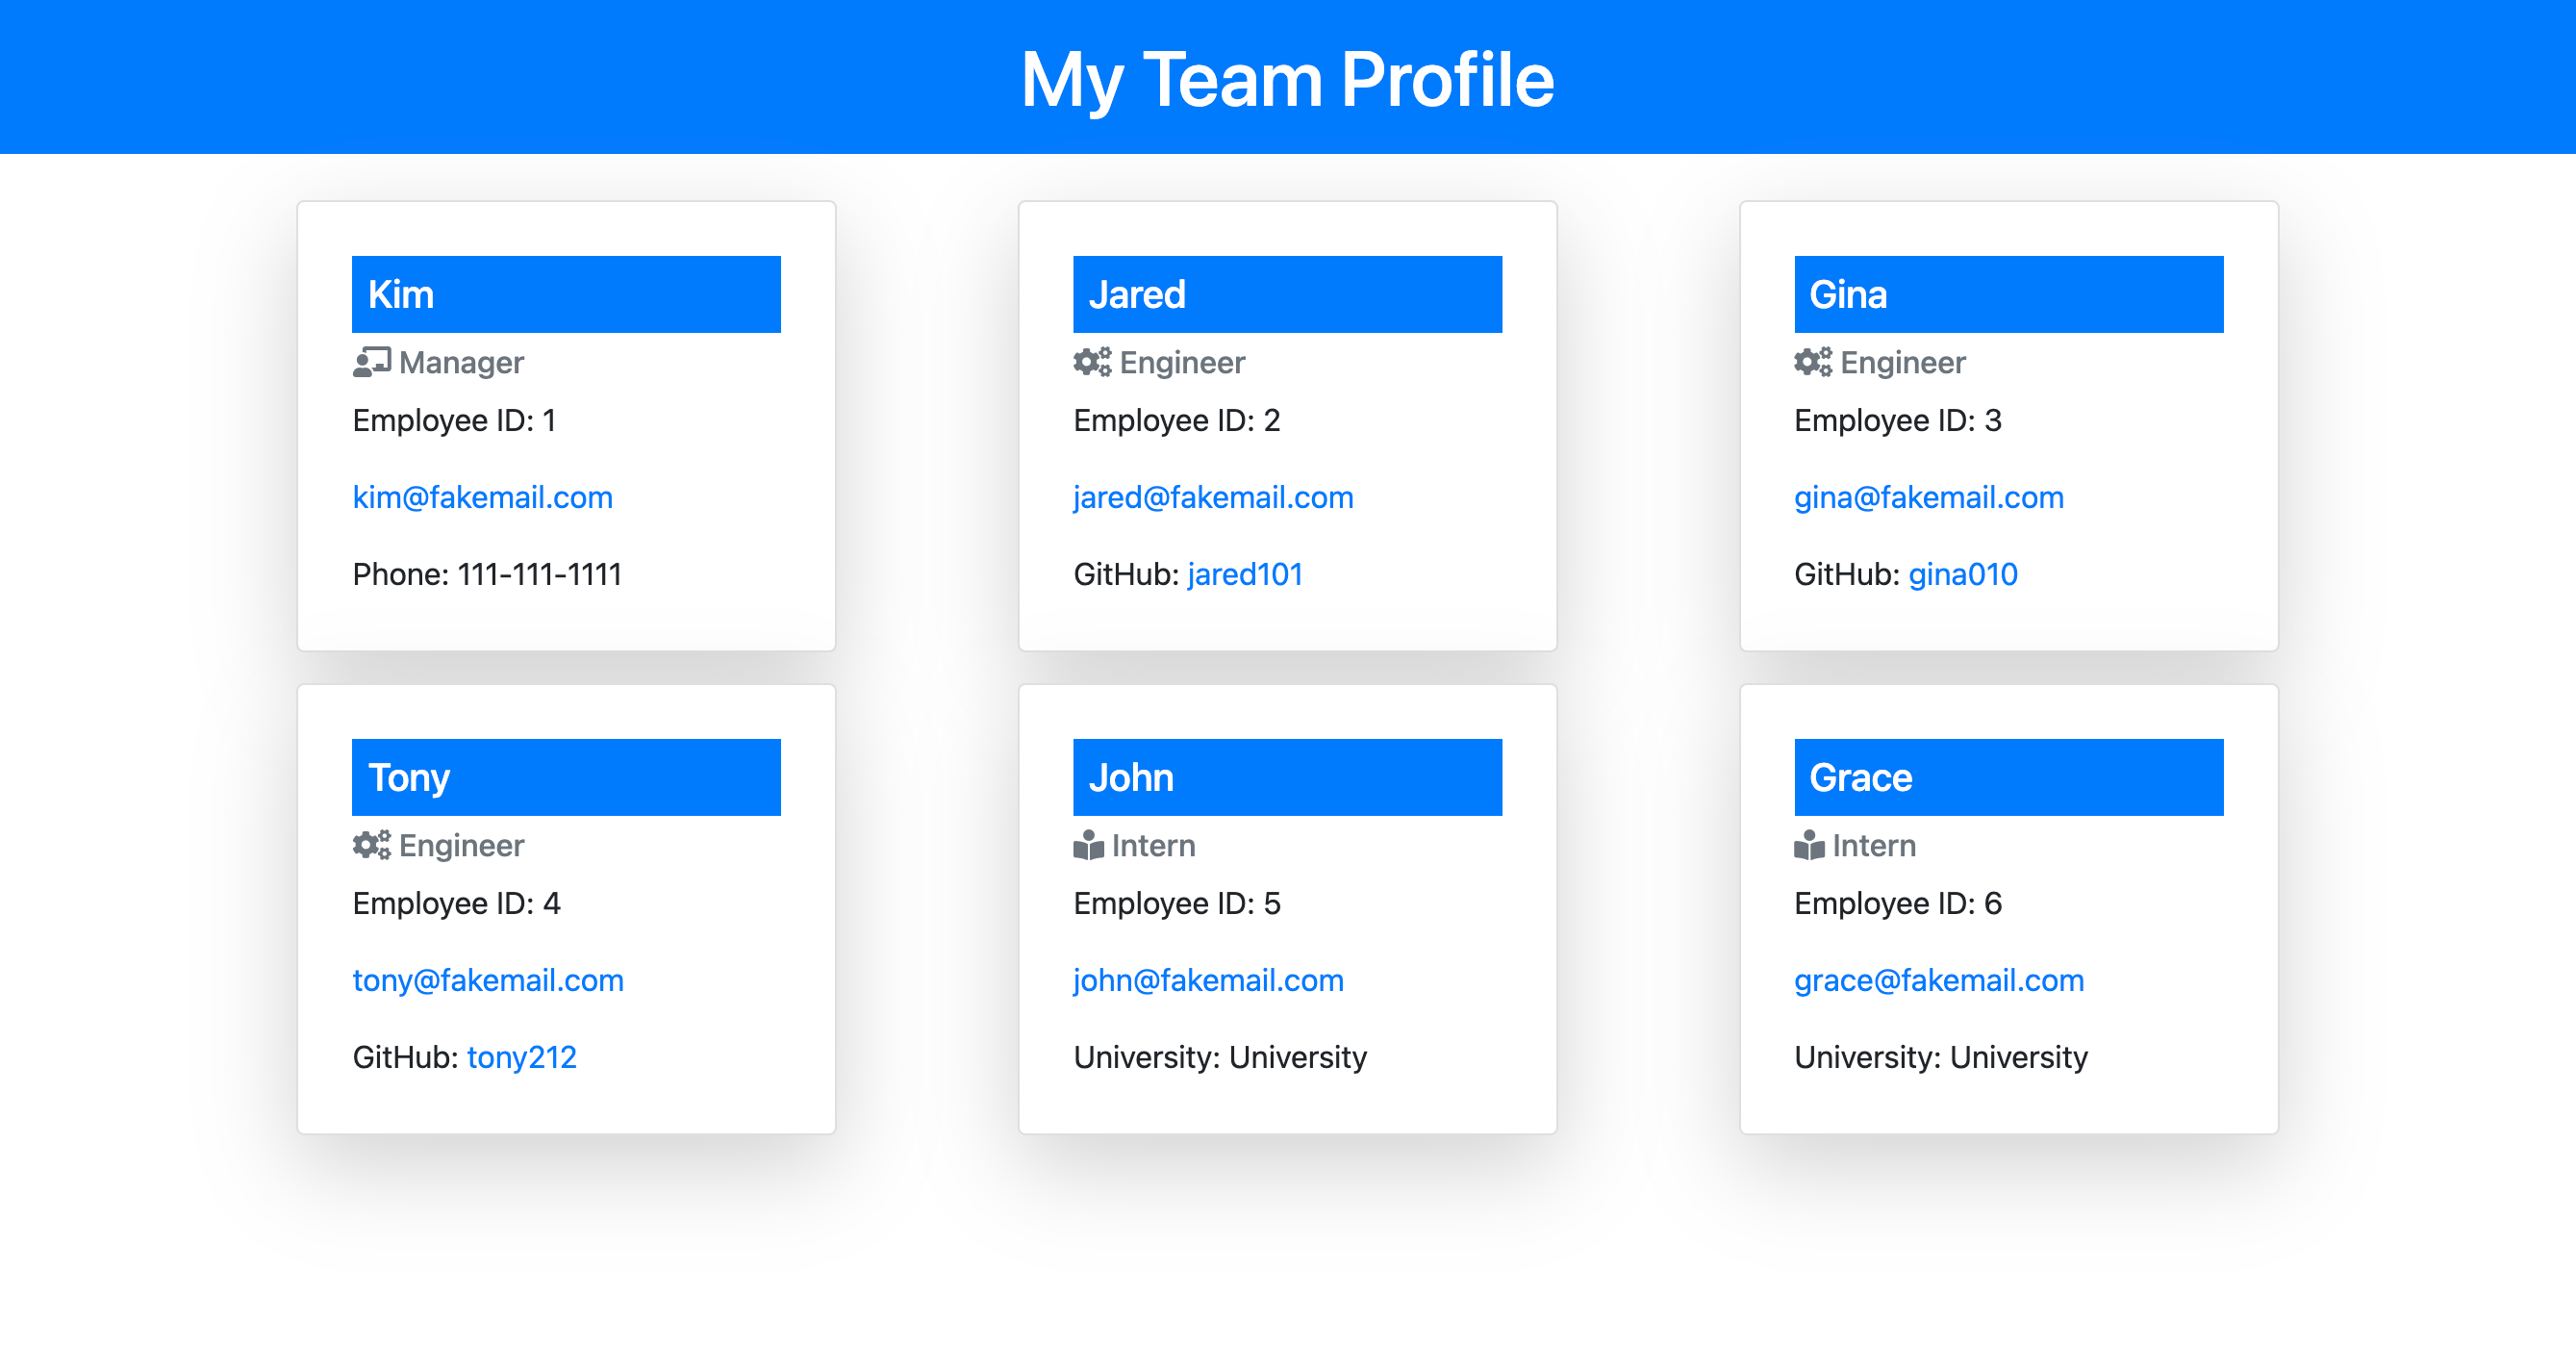 My Team Profile
Kim
Manager
Employee ID: 1
kim@fakemail.com
Phone: 111-111-1111
Jared
Engineer
Employee ID: 2
jared@fakemail.com
GitHub: jared101
Gina
Engineer
Employee ID: 3
gina@fakemail.com
GitHub: gina010
Tony
Engineer
Employee ID: 4
tony@fakemail.com
GitHub: tony212
John
Intern
Employee ID: 5
john@fakemail.com
University: University
Grace
Intern
Employee ID: 6
grace@fakemail.com
University: University